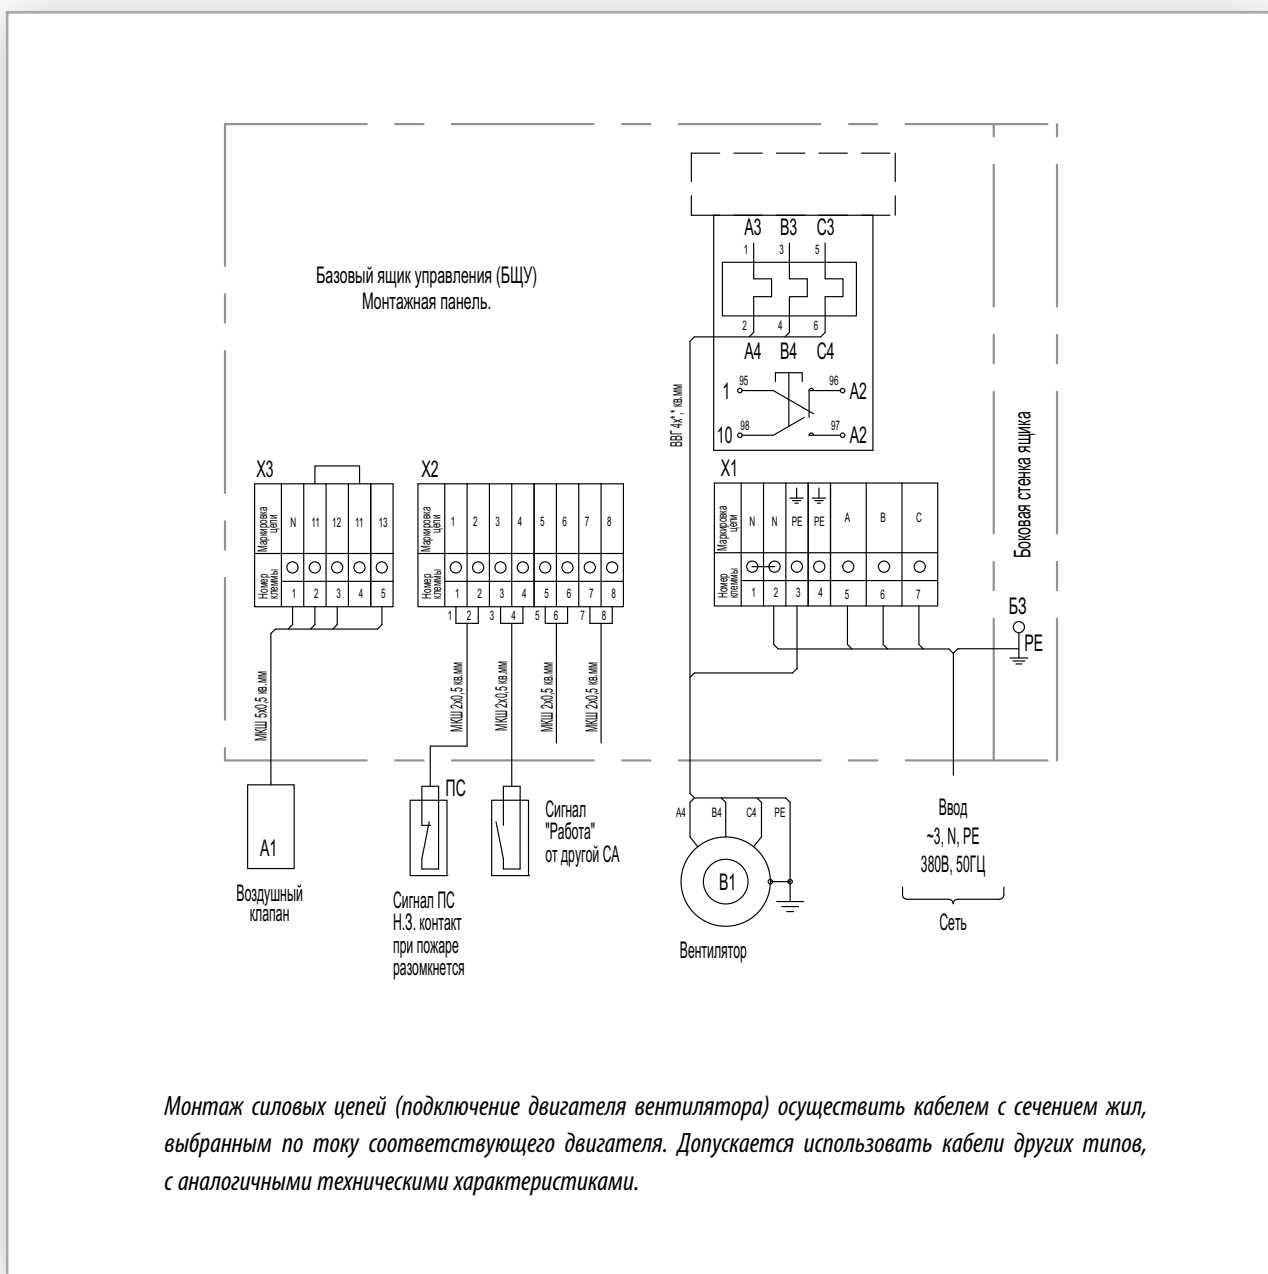 A3 B3 C3
1 3 5
Базовый ящик управления (БЩУ)
Монтажная панель.
2 4 6
A4 B4 C4
1 95 96 A2
10 98 97 A2
ВВГ 4х*,* кв.мм
Боковая стенка ящика
X3
Маркировка цепи N 11 12 11 13
Номер клеммы 1 2 3 4 5
X2
Маркировка цепи 1 2 3 4 5 6 7 8
Номер клеммы 1 2 3 4 5 6 7 8
1 2 3 4 5 6 7 8
X1
Маркировка цепи N N PE PE A B C
Номер клеммы 1 2 3 4 5 6 7
Б3
PE
МКШ 5х0,5 кв.мм
МКШ 2х0,5 кв.мм
МКШ 2х0,5 кв.мм
МКШ 2х0,5 кв.мм
МКШ 2х0,5 кв.мм
A1
Воздушный
клапан
ПС
Сигнал ПС
Н.З. контакт
при пожаре
разомкнется
Сигнал
"Работа"
от другой СА
A4 B4 C4 PE
B1
Вентилятор
Ввод
~3, N, PE
380В, 50ГЦ
Сеть
Монтаж силовых цепей (подключение двигателя вентилятора) осуществить кабелем с сечением жил,
выбранным по току соответствующего двигателя. Допускается использовать кабели других типов,
с аналогичными техническими характеристиками.